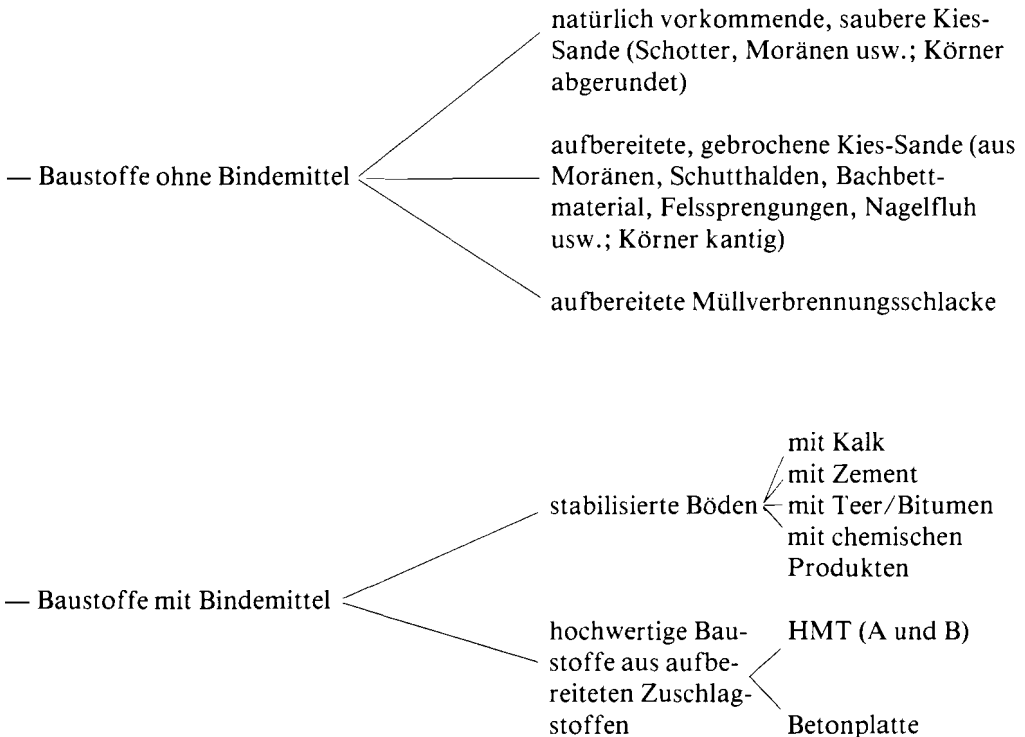 natürlich vorkommende, saubere Kies-
Sande (Schotter, Moränen usw.; Körner
abgerundet)
— Baustoffe ohne Bindemittel
aufbereitete, gebrochene Kies-Sande (aus
Moränen, Schutthalden, Bachbett-
material, Felssprengungen, Nagelfluh
usw.; Körner kantig)
aufbereitete Müllverbrennungsschlacke
— Baustoffe mit Bindemittel
stabilisierte Böden
mit Kalk
mit Zement
mit Teer/Bitumen
mit chemischen
Produkten
hochwertige Bau-
stoffe aus aufbe-
reiteten Zuschlag-
stoffen
HMT (A und B)
Betonplatte